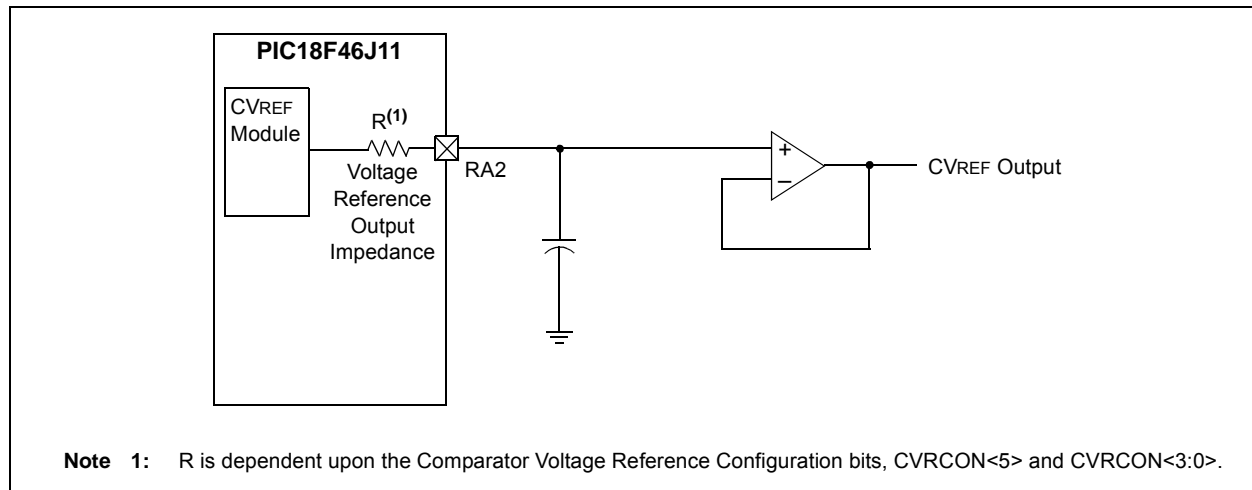 PIC18F46J11
CVREF
Module
R(1)
Voltage
Reference
Output
Impedance
RA2
+
–
CVREF Output
Note 1: R is dependent upon the Comparator Voltage Reference Configuration bits, CVRCON<5> and CVRCON<3:0>.